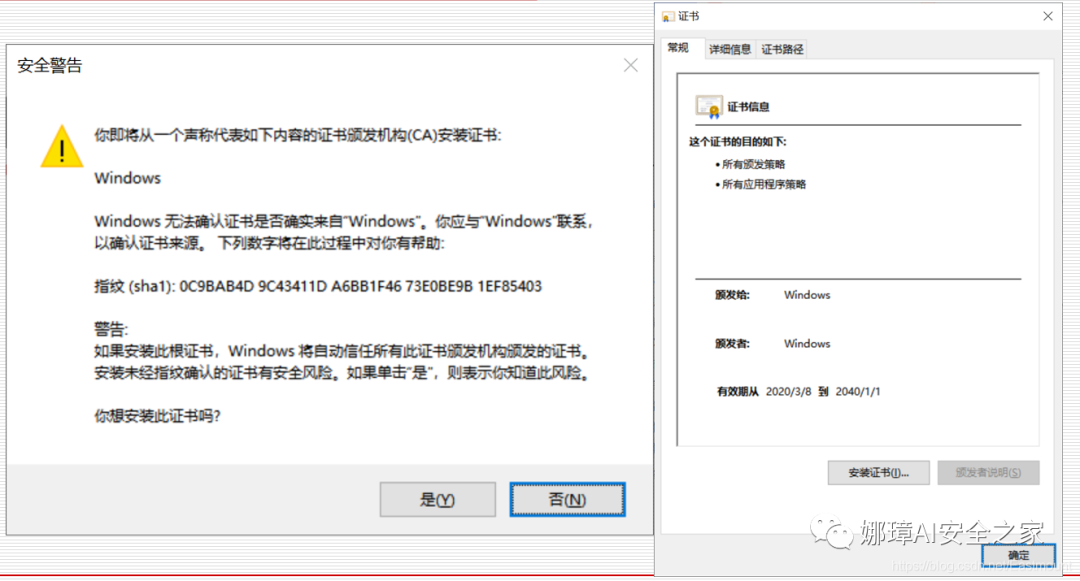 安全警告
你即将从一个声称代表如下内容的证书颁发机构(CA)安装证书:
Windows
Windows 无法确认证书是否确实来自“Windows”。你应与“Windows”联系，
以确认证书来源。 下列数字将在此过程中对你有帮助:
指纹 (sha1): 0C9BAB4D 9C43411D A6BB1F46 73E0BE9B 1EF85403
警告:
如果安装此根证书，Windows 将自动信任所有此证书颁发机构颁发的证书。
安装未经指纹确认的证书有安全风险。如果单击“是”，则表示你知道此风险。
你想安装此证书吗?
是(Y)
否(N)
证书
常规
详细信息
证书路径
证书信息
这个证书的目的如下:
• 所有颁发策略
• 所有应用程序策略
颁发给: Windows
颁发者: Windows
有效期从 2020/3/8 到 2040/1/1
安装证书(I)...
颁发者说明(S)
娜璋AI安全之家
确定